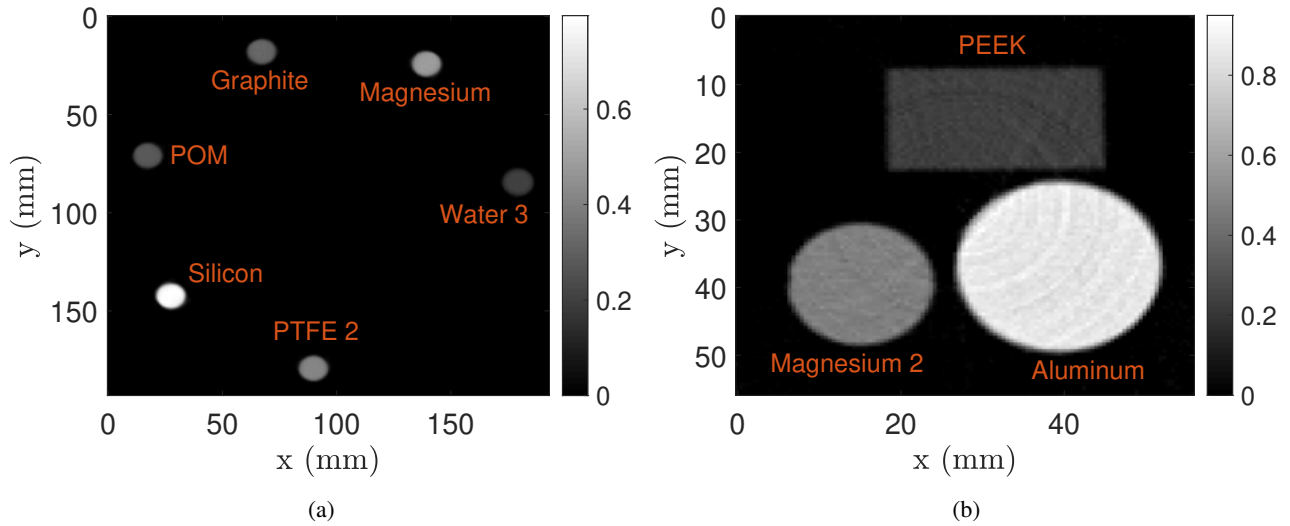 0
50
100
150
y (mm)
Graphite
Magnesium
POM
Water 3
Silicon
PTFE 2
0 50 100 150
x (mm)
0.6
0.4
0.2
0
(a)
0
10
20
30
40
50
y (mm)
PEEK
Magnesium 2
Aluminum
0 20 40
x (mm)
0.8
0.6
0.4
0.2
0
(b)